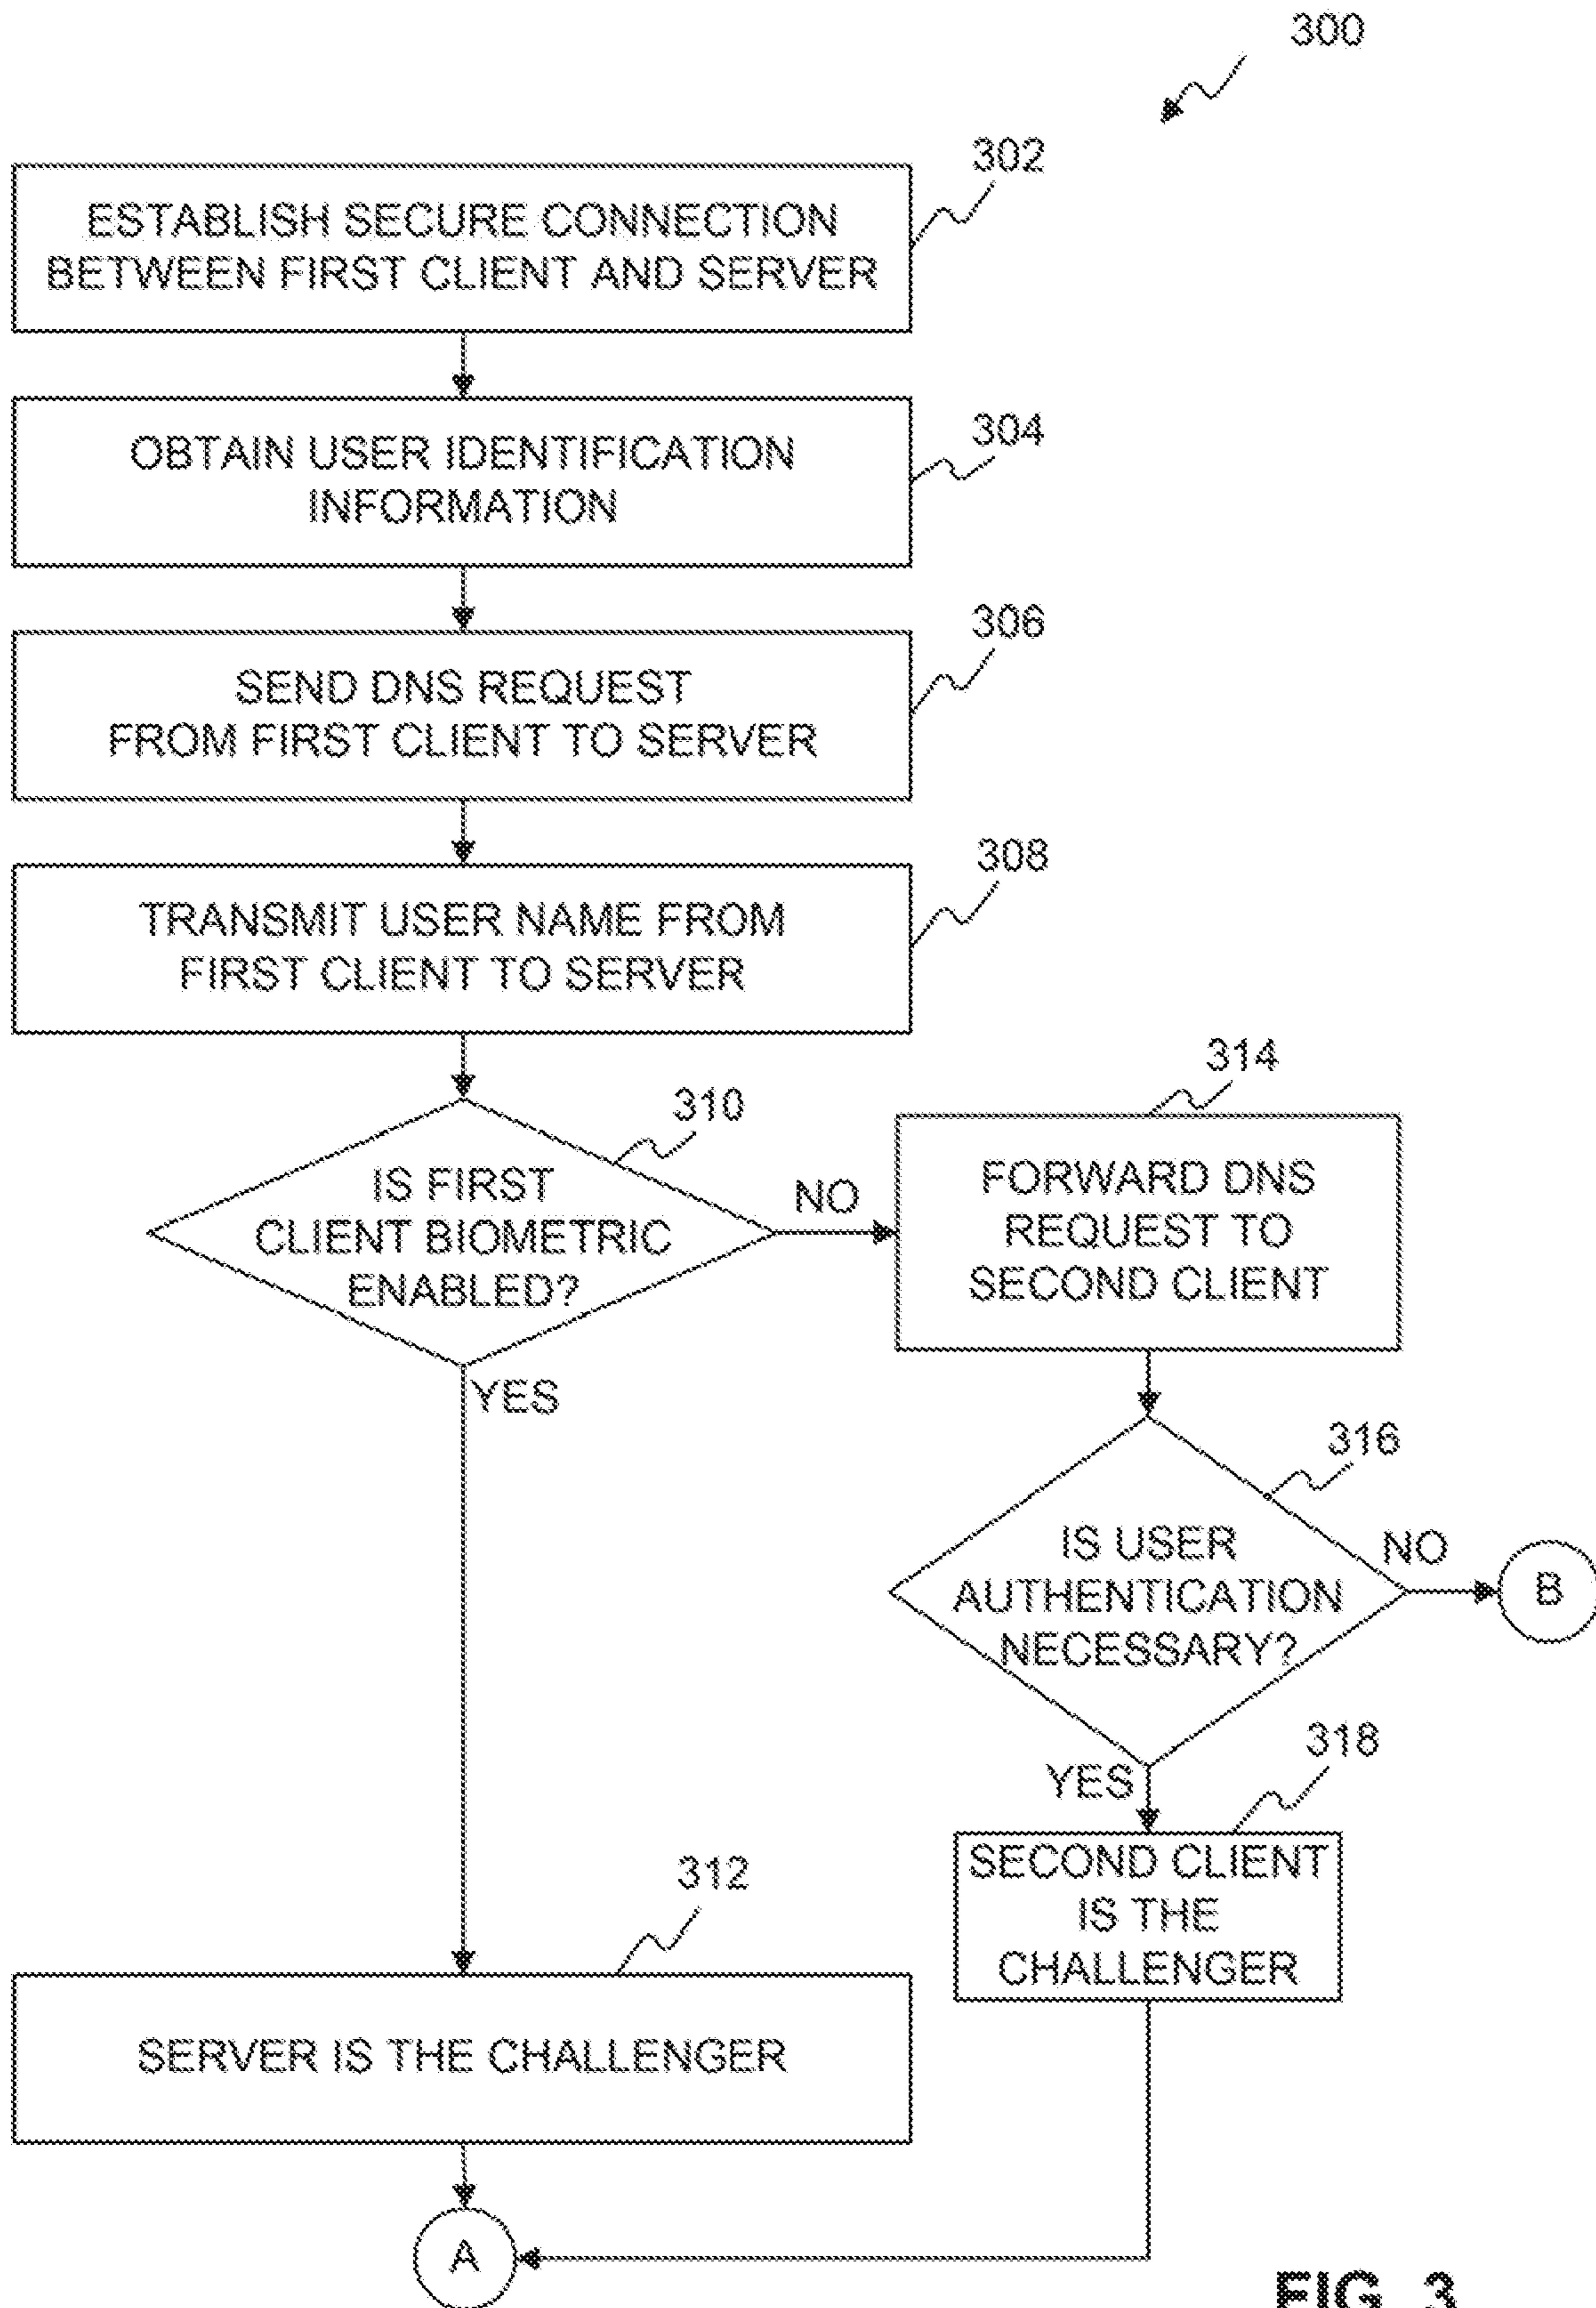 300
302
ESTABLISH SECURE CONNECTION
BETWEEN FIRST CLIENT AND SERVER
304
OBTAIN USER IDENTIFICATION
INFORMATION
306
SEND DNS REQUEST
FROM FIRST CLIENT TO SERVER
308
TRANSMIT USER NAME FROM
FIRST CLIENT TO SERVER
310
IS FIRST
CLIENT BIOMETRIC
ENABLED?
NO
YES
314
FORWARD DNS
REQUEST TO
SECOND CLIENT
316
IS USER
AUTHENTICATION
NECESSARY?
NO
B
YES
318
SECOND CLIENT
IS THE
CHALLENGER
312
SERVER IS THE CHALLENGER
A
FIG. 3